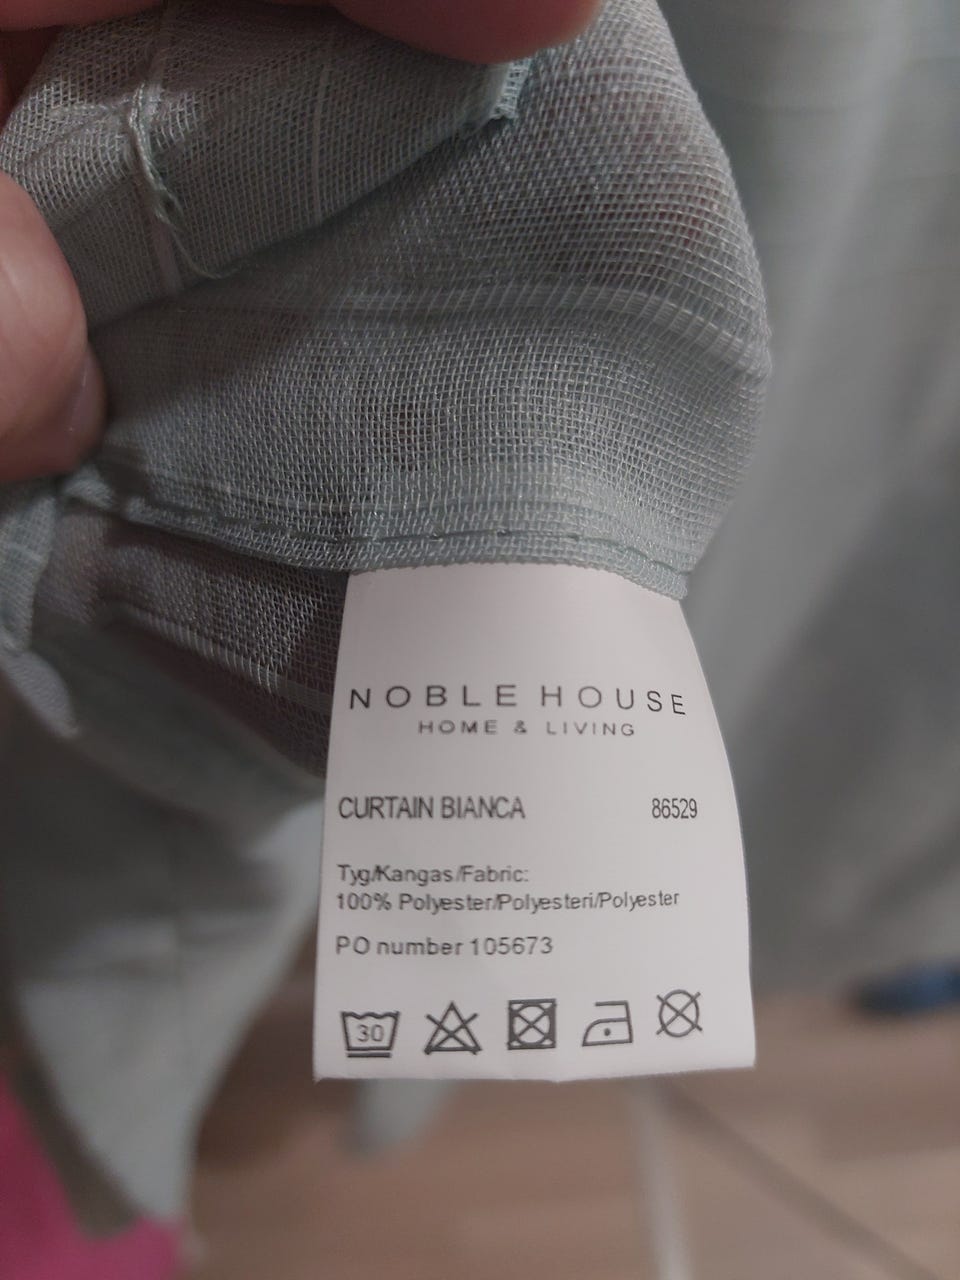 NOBLE HOUSE
HOME & LIVING
CURTAIN BIANCA 86529
Tyg/Kangas/Fabric:
100% Polyester/Polyesteri/Polyester
PO number 105673
30